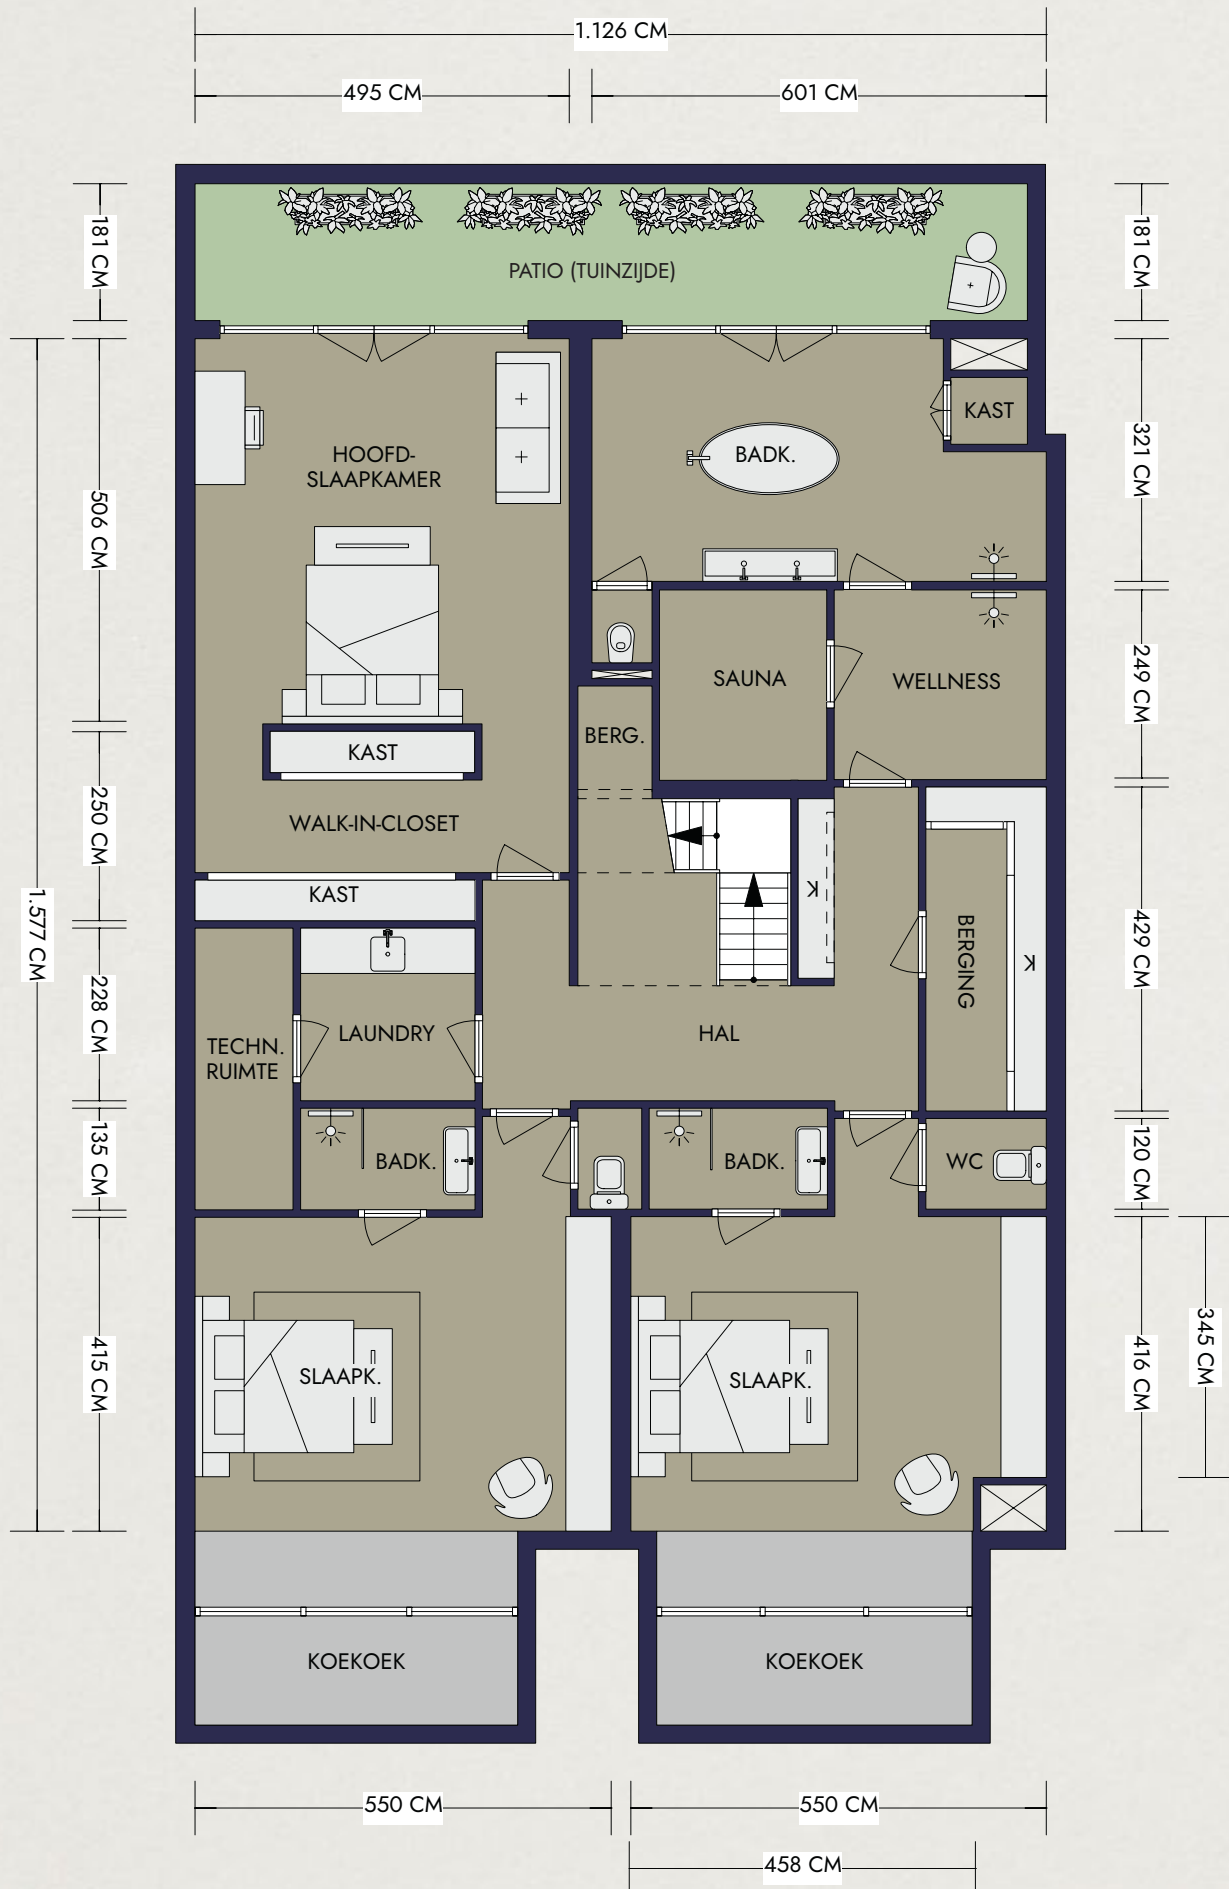 1.126 CM
495 CM
601 CM
181 CM
181 CM
PATIO (TUINZIJDE)
KAST
HOOFD-
SLAAPKAMER
BADK.
321 CM
506 CM
SAUNA
WELLNESS
249 CM
BERG.
KAST
WALK-IN-CLOSET
250 CM
KAST
K
1.577 CM
429 CM
BERGING
K
228 CM
TECHN.
RUIMTE
LAUNDRY
HAL
135 CM
BADK.
BADK.
WC
120 CM
415 CM
SLAAPK.
SLAAPK.
416 CM
345 CM
KOEKOEK
KOEKOEK
550 CM
550 CM
458 CM